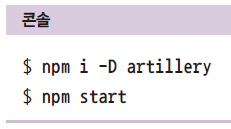 콘솔
$ npm i -D artillery
$ npm start